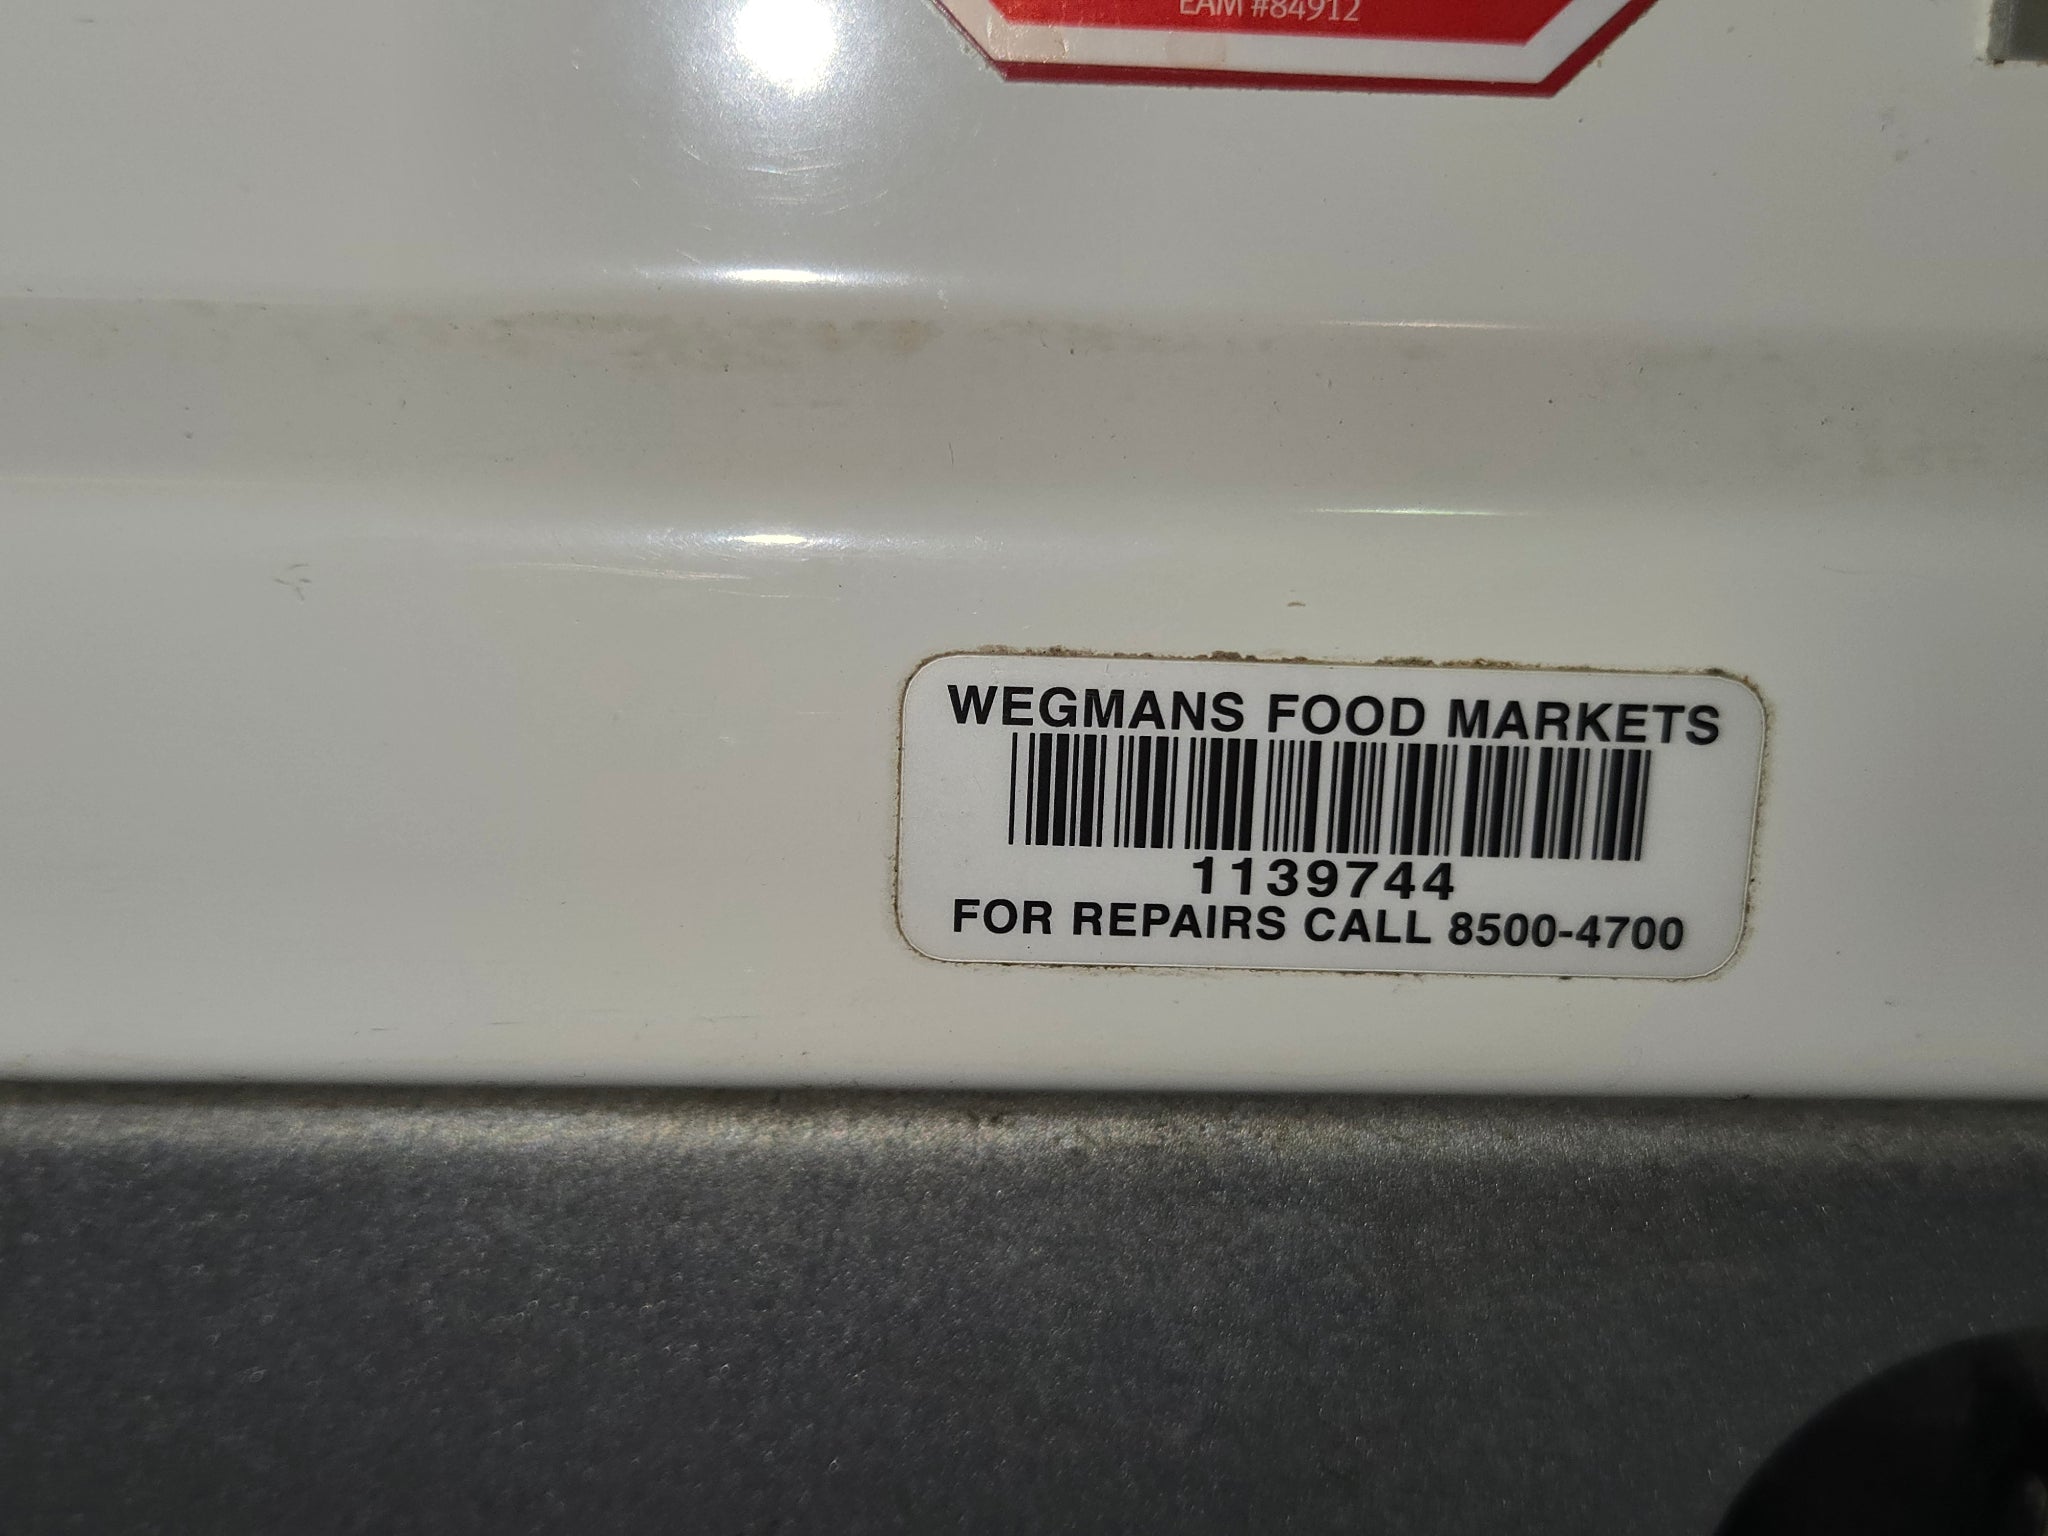 EAM #84912
WEGMANS FOOD MARKETS
1139744
FOR REPAIRS CALL 8500-4700